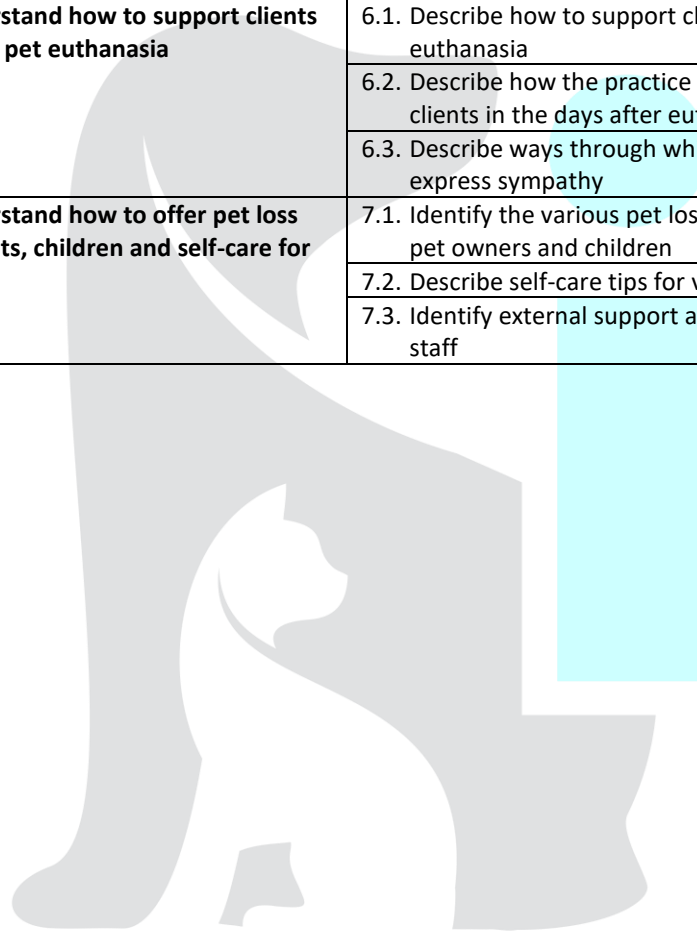 rstand how to support clients
pet euthanasia
6.1. Describe how to support cl
euthanasia
6.2. Describe how the practice
clients in the days after eut
6.3. Describe ways through wh
express sympathy
rstand how to offer pet loss
ts, children and self-care for
7.1. Identify the various pet los
pet owners and children
7.2. Describe self-care tips for v
7.3. Identify external support a
staff